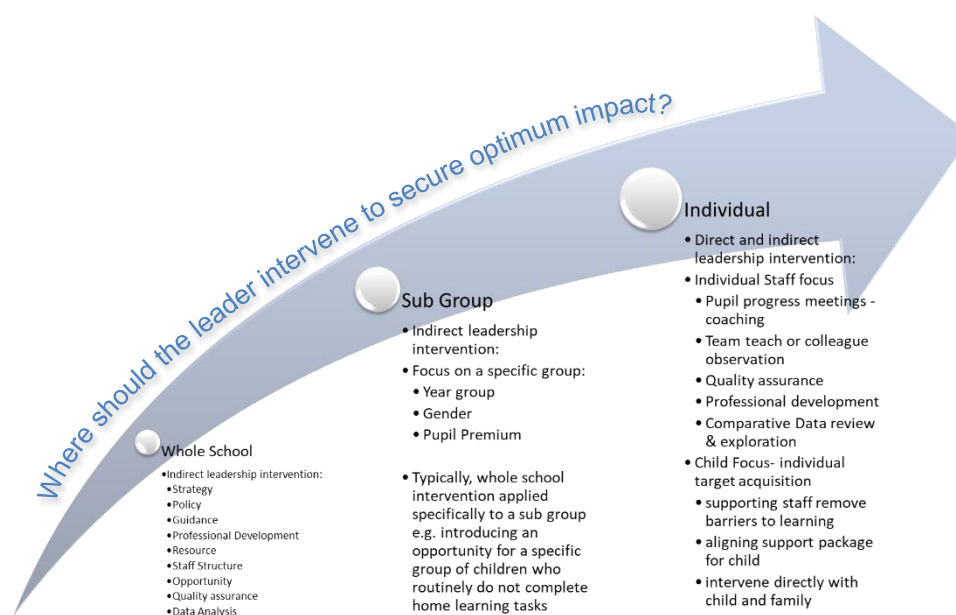 Where should the leader intervene to secure optimum impact?
Whole School
•Indirect leadership intervention:
•Strategy
•Policy
•Guidance
•Professional Development
•Resource
•Staff Structure
•Opportunity
•Quality assurance
•Data Analysis
Sub Group
• Indirect leadership
intervention:
• Focus on a specific group:
• Year group
• Gender
• Pupil Premium
• Typically, whole school
intervention applied
specifically to a sub group
e.g. introducing an
opportunity for a specific
group of children who
routinely do not complete
home learning tasks
Individual
• Direct and indirect
leadership intervention:
• Individual Staff focus
• Pupil progress meetings -
coaching
• Team teach or colleague
observation
• Quality assurance
• Professional development
• Comparative Data review
& exploration
• Child Focus- individual
target acquisition
• supporting staff remove
barriers to learning
• aligning support package
for child
• intervene directly with
child and family